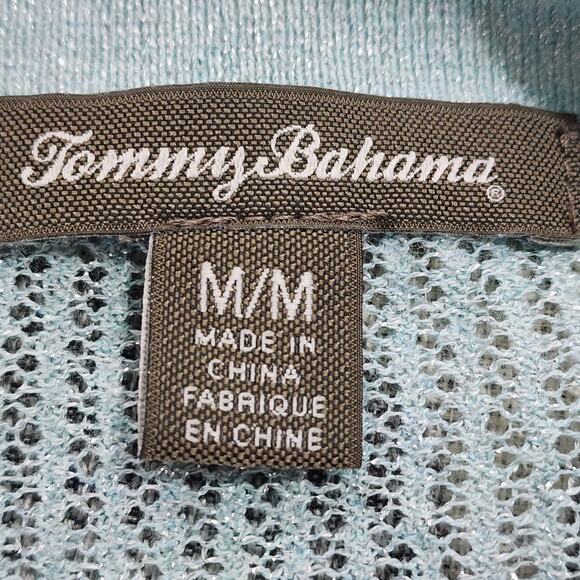 Tommy Bahama®
M/M
MADE IN
CHINA
FABRIQUE
EN CHINE